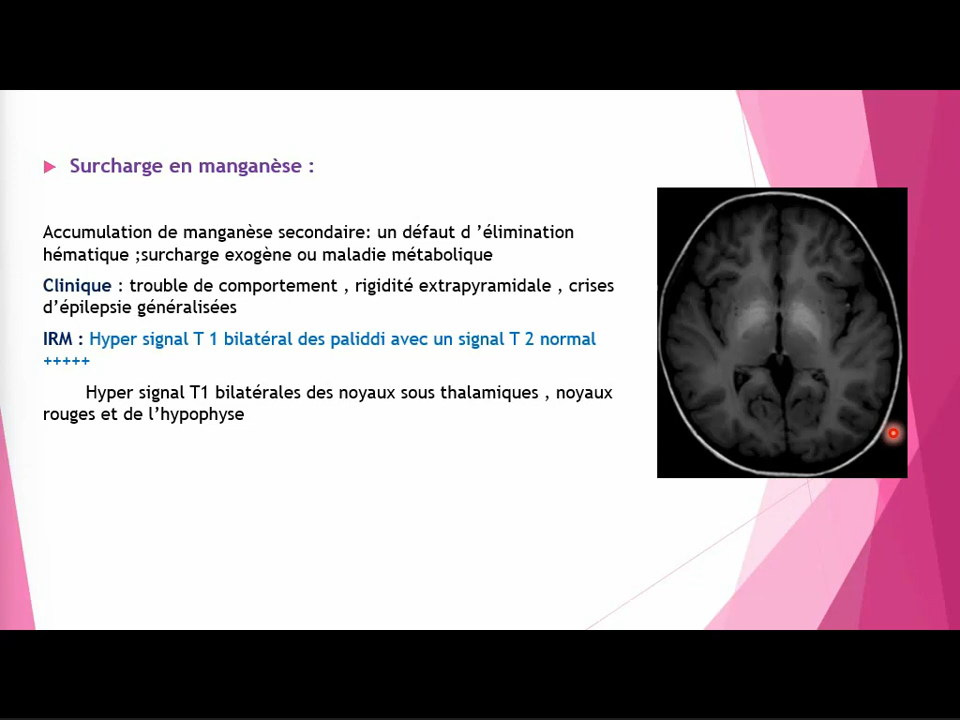 Surcharge en manganèse :
Accumulation de manganèse secondaire: un défaut d ’élimination
hématique ;surcharge exogène ou maladie métabolique
Clinique : trouble de comportement , rigidité extrapyramidale , crises
d’épilepsie généralisées
IRM : Hyper signal T 1 bilatéral des paliddi avec un signal T 2 normal
+++++
Hyper signal T1 bilatérales des noyaux sous thalamiques , noyaux
rouges et de l’hypophyse